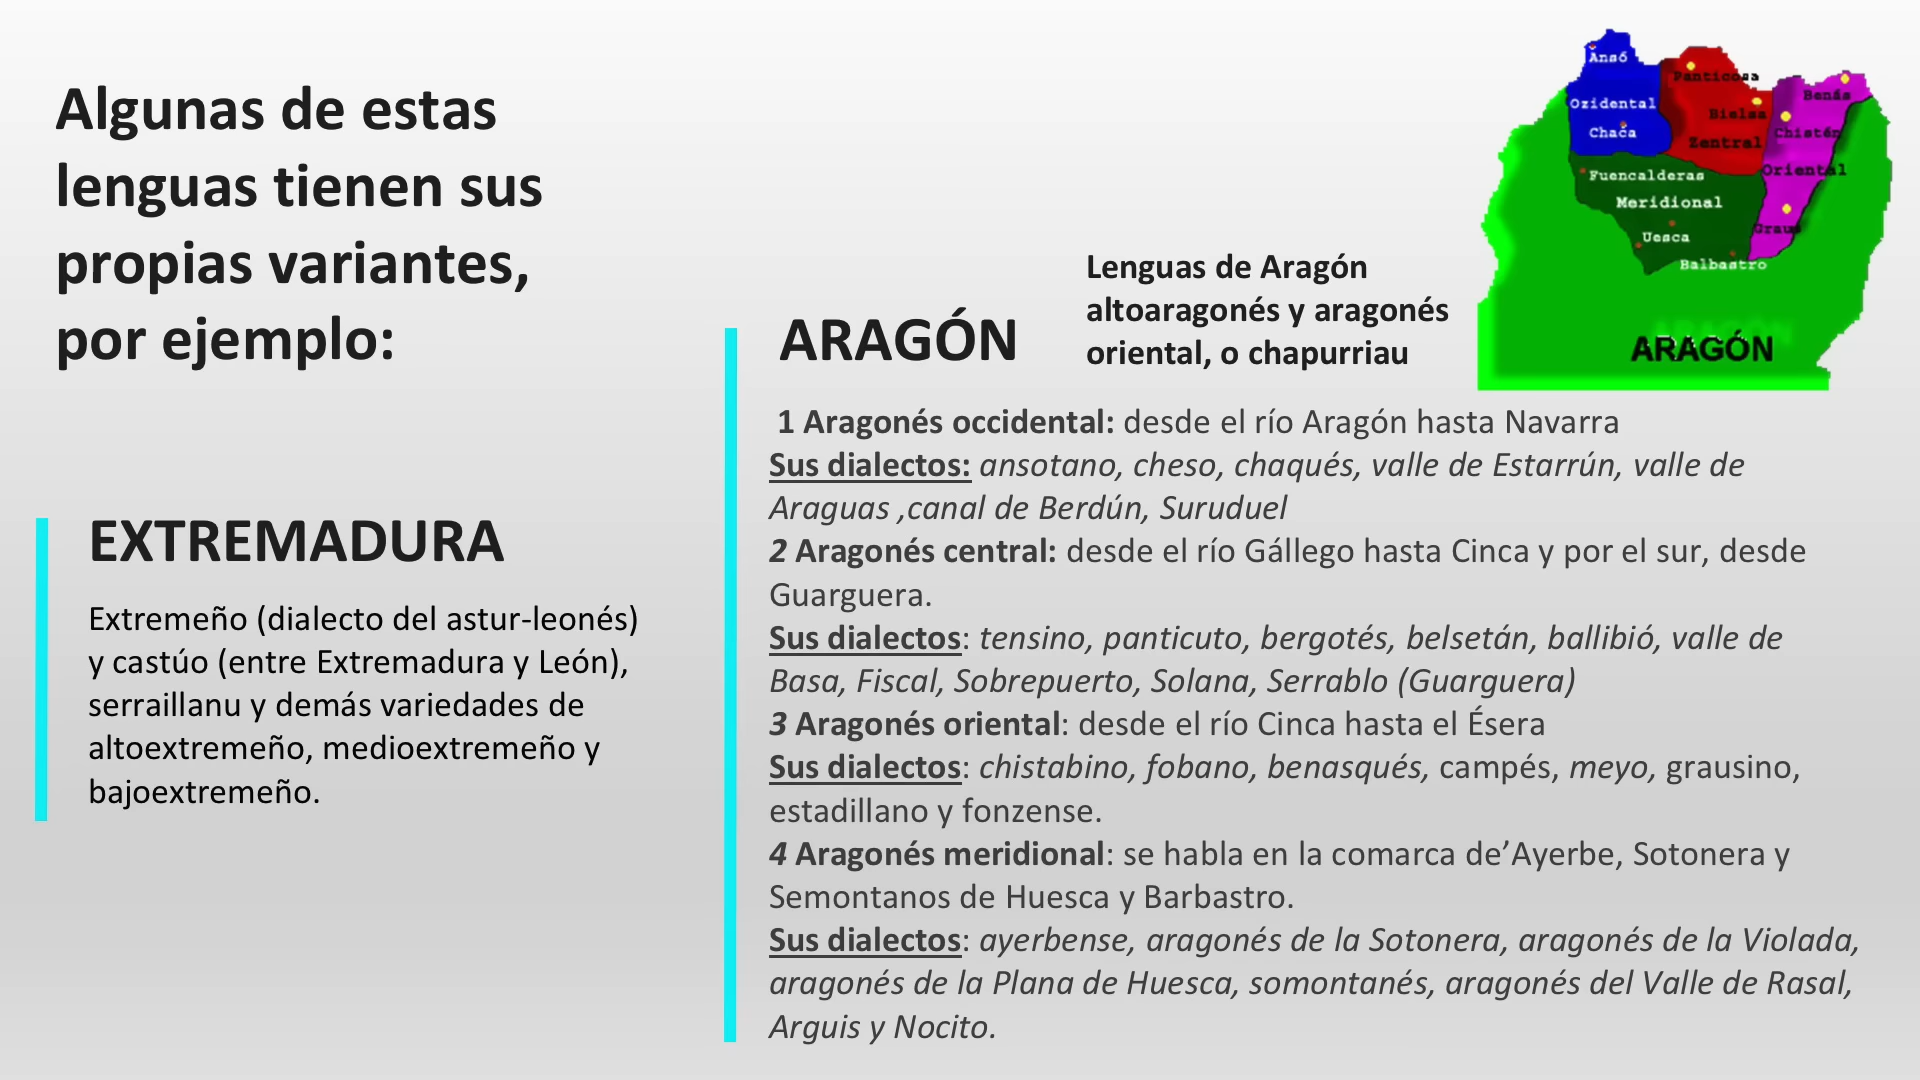 Algunas de estas
lenguas tienen sus
propias variantes,
por ejemplo:
EXTREMADURA
Extremeño (dialecto del astur-leonés)
y castúo (entre Extremadura y León),
serraillanu y demás variedades de
altoextremeño, medioextremeño y
bajoextremeño.
ARAGÓN
Lenguas de Aragón
altoaragonés y aragonés
oriental, o chapurriau
Ansó
Panticosa
Benás
Ozidental
Bielsa
Chaca
Chistén
Zentral
Oriental
Fuencalderas
Meridional
Graus
Uesca
Balbastro
ARAGÓN
1 Aragonés occidental: desde el río Aragón hasta Navarra
Sus dialectos: ansotano, cheso, chaqués, valle de Estarrún, valle de
Araguas ,canal de Berdún, Suruduel
2 Aragonés central: desde el río Gállego hasta Cinca y por el sur, desde
Guarguera.
Sus dialectos: tensino, panticuto, bergotés, belsetán, ballibió, valle de
Basa, Fiscal, Sobrepuerto, Solana, Serrablo (Guarguera)
3 Aragonés oriental: desde el río Cinca hasta el Ésera
Sus dialectos: chistabino, fobano, benasqués, campés, meyo, grausino,
estadillano y fonzense.
4 Aragonés meridional: se habla en la comarca de’Ayerbe, Sotonera y
Semontanos de Huesca y Barbastro.
Sus dialectos: ayerbense, aragonés de la Sotonera, aragonés de la Violada,
aragonés de la Plana de Huesca, somontanés, aragonés del Valle de Rasal,
Arguis y Nocito.